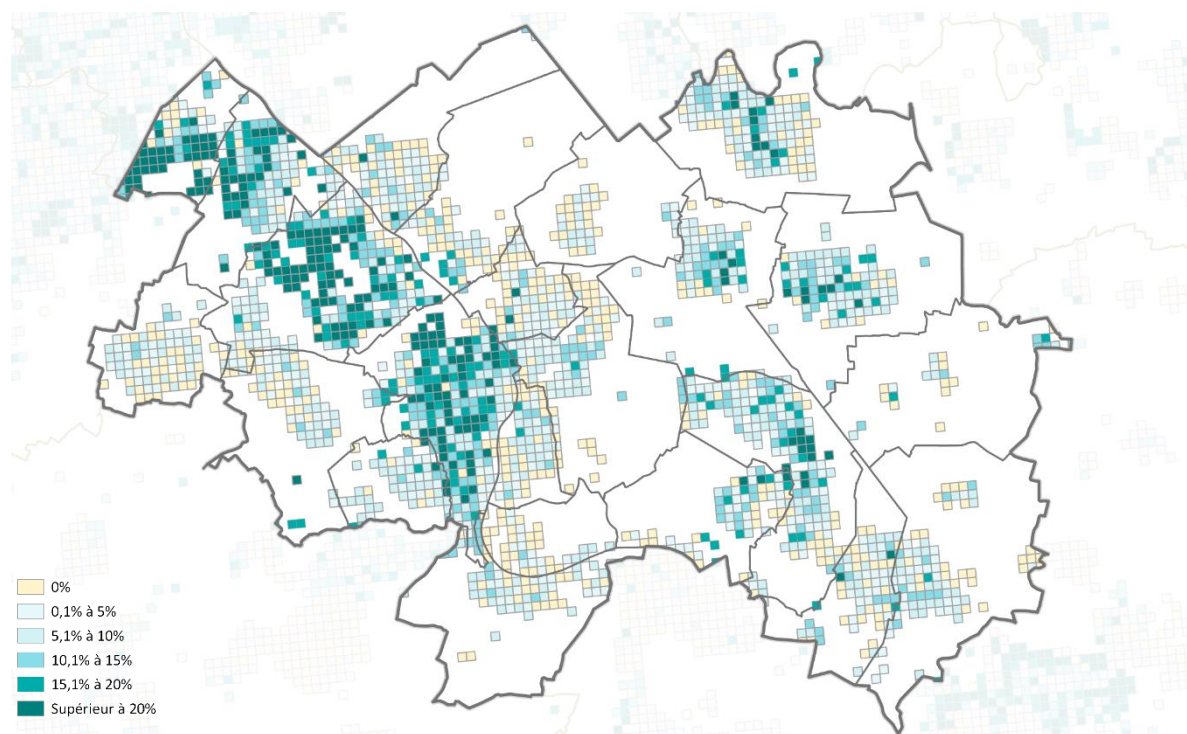 0%
0,1% à 5%
5,1% à 10%
10,1% à 15%
15,1% à 20%
Supérieur à 20%